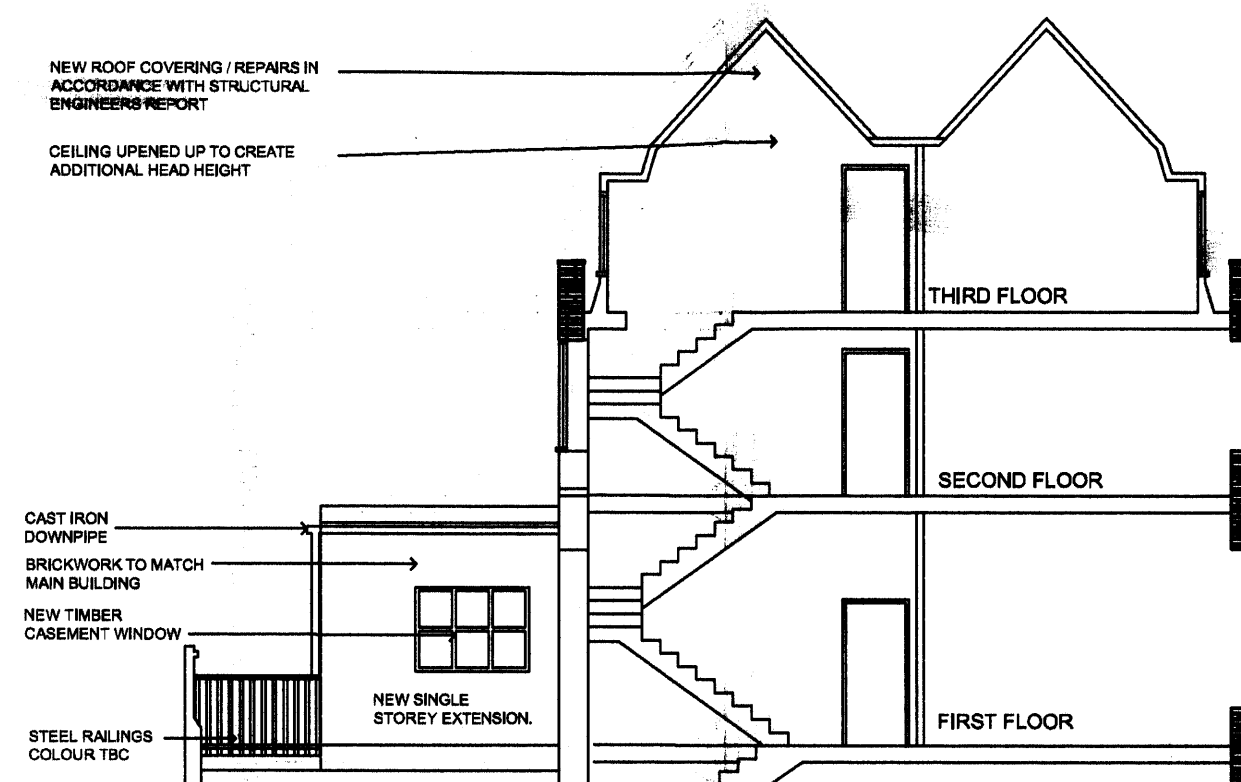 NEW ROOF COVERING / REPAIRS IN
ACCORDANCE WITH STRUCTURAL
ENGINEERS REPORT
CEILING UPENED UP TO CREATE
ADDITIONAL HEAD HEIGHT
THIRD FLOOR
SECOND FLOOR
CAST IRON
DOWNPIPE
BRICKWORK TO MATCH
MAIN BUILDING
NEW TIMBER
CASEMENT WINDOW
NEW SINGLE
STOREY EXTENSION.
FIRST FLOOR
STEEL RAILINGS
COLOUR TBC